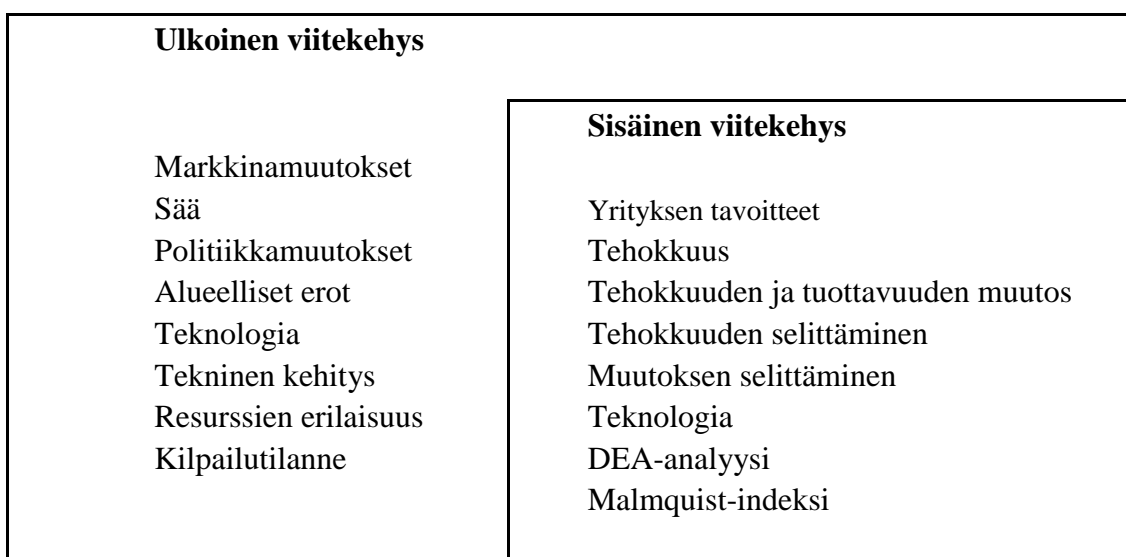 Ulkoinen viitekehys
Markkinamuutokset
Sää
Politiikkamuutokset
Alueelliset erot
Teknologia
Tekninen kehitys
Resurssien erilaisuus
Kilpailutilanne
Sisäinen viitekehys
Yrityksen tavoitteet
Tehokkuus
Tehokkuuden ja tuottavuuden muutos
Tehokkuuden selittäminen
Muutoksen selittäminen
Teknologia
DEA-analyysi
Malmquist-indeksi